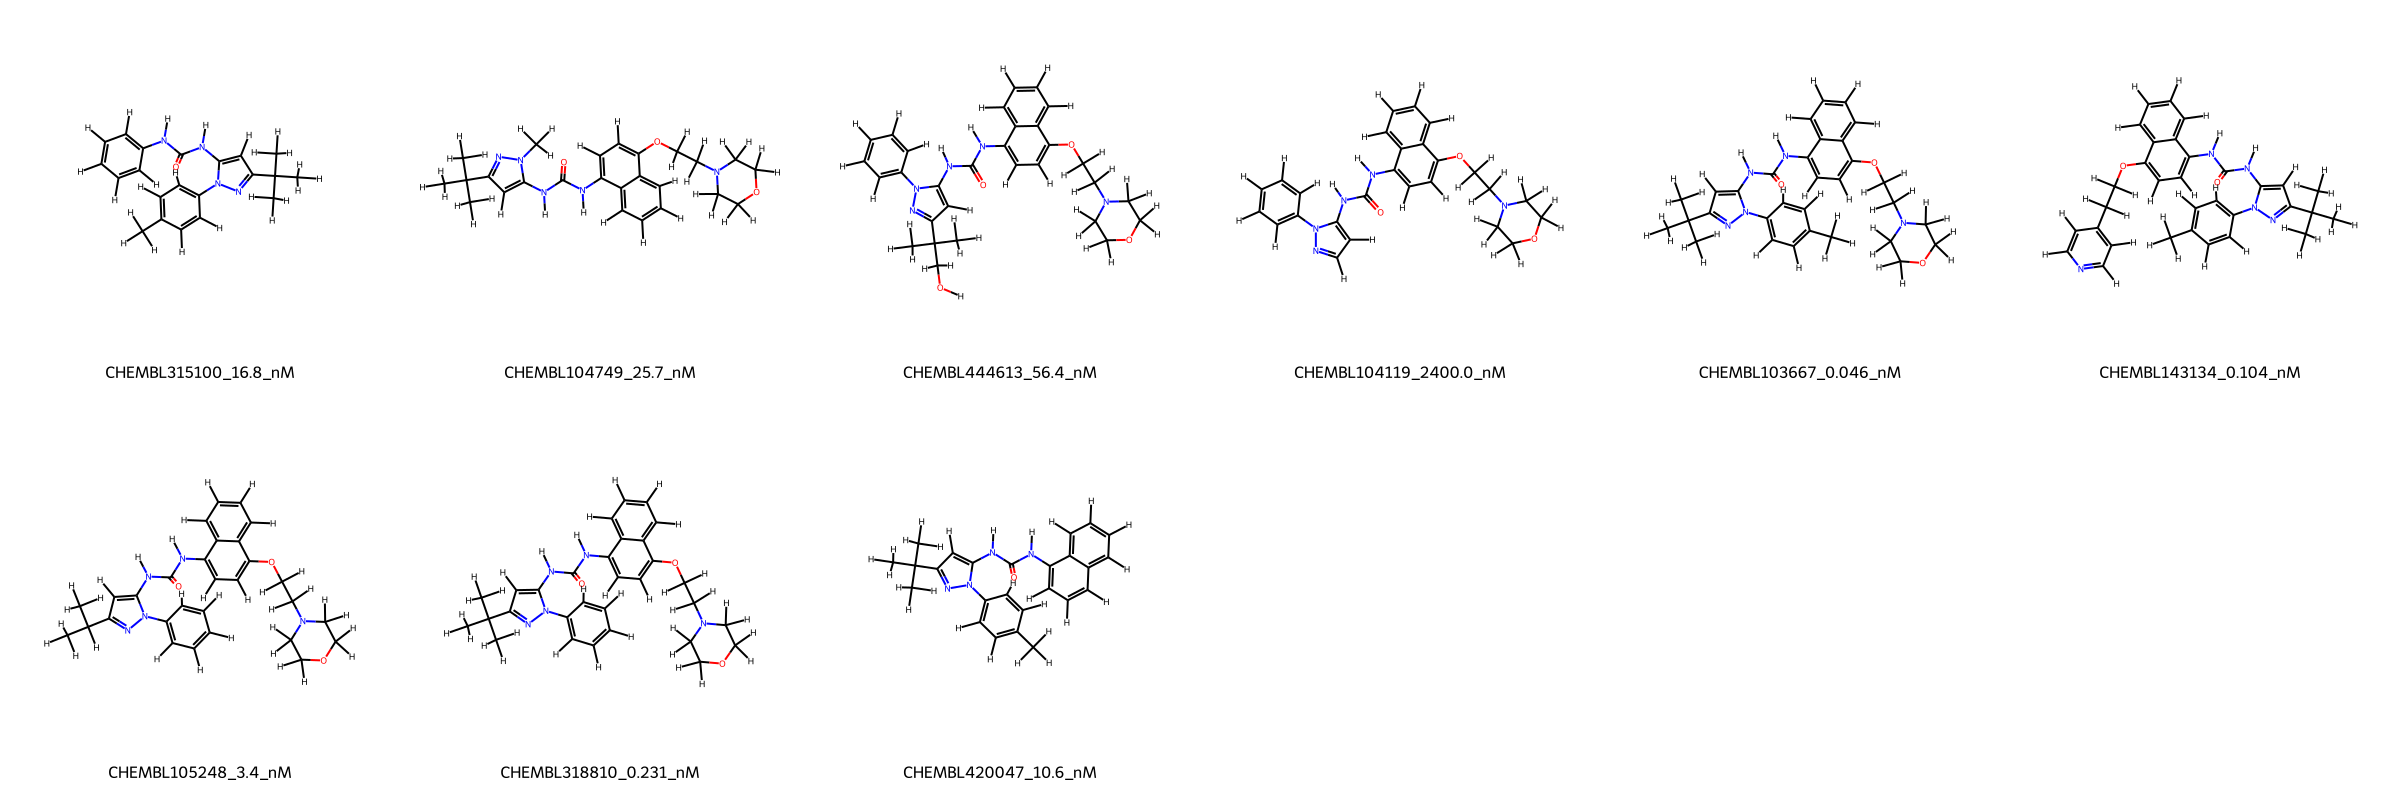 CHEMBL315100_16.8_nM
CHEMBL104749_25.7_nM
CHEMBL444613_56.4_nM
CHEMBL104119_2400.0_nM
CHEMBL103667_0.046_nM
CHEMBL143134_0.104_nM
CHEMBL105248_3.4_nM
CHEMBL318810_0.231_nM
CHEMBL420047_10.6_nM